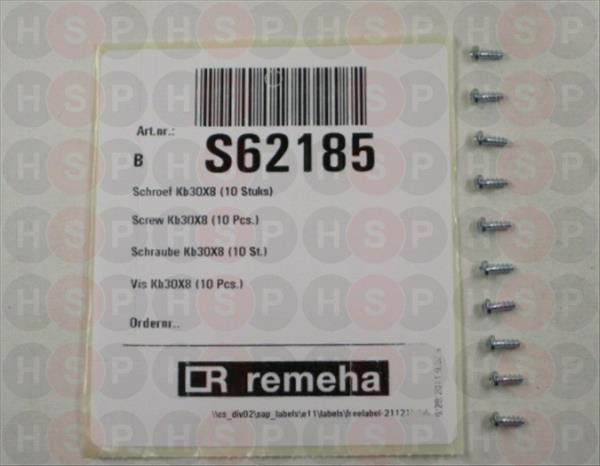 Art.nr.:
B S62185
Schroef Kb30X8 (10 Stuks)
Screw Kb30X8 (10 Pcs.)
Schraube Kb30X8 (10 St.)
Vis Kb30X8 (10 Pcs.)
Ordernr..
remeha
HSP